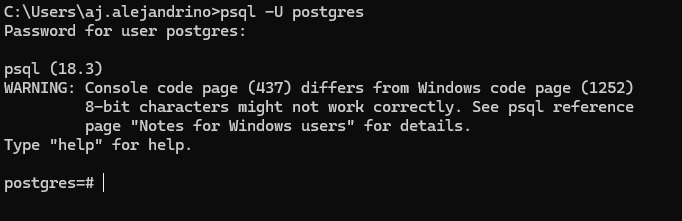 C:\Users\aj.alejandrino>psql -U postgres
Password for user postgres:
psql (18.3)
WARNING: Console code page (437) differs from Windows code page (1252)
8-bit characters might not work correctly. See psql reference
page "Notes for Windows users" for details.
Type "help" for help.
postgres=#